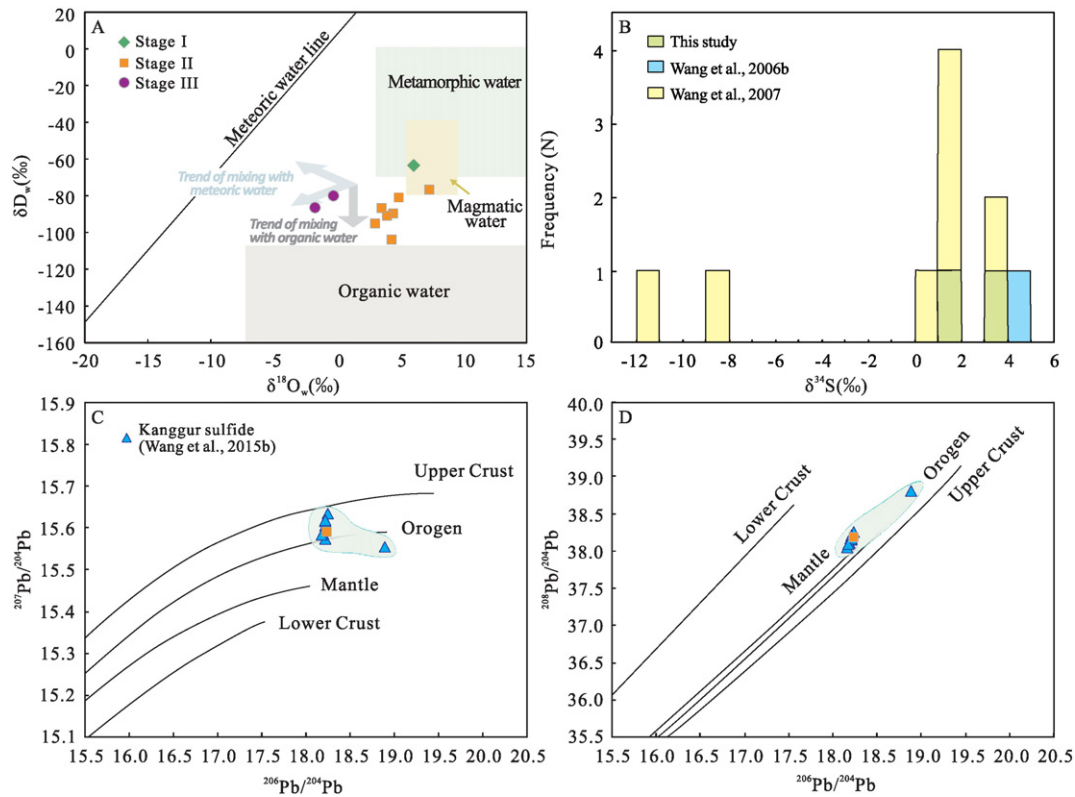 A
Stage I
Stage II
Stage III
Meteoric water line
Metamorphic water
Trend of mixing with
meteoric water
Magmatic
water
Trend of mixing
with organic water
Organic water
20
0
-20
-40
-60
-80
-100
-120
-140
-160
δD_w(‰)
-20 -15 -10 -5 0 5 10 15
δ¹⁸O_w(‰)
B
This study
Wang et al., 2006b
Wang et al., 2007
4
2
1
0
Frequency (N)
-12 -10 -8 -6 -4 -2 0 2 4 6
δ³⁴S(‰)
C
Kanggur sulfide
(Wang et al., 2015b)
Upper Crust
Orogen
Mantle
Lower Crust
15.9
15.8
15.7
15.6
15.5
15.4
15.3
15.2
15.1
²⁰⁷Pb/²⁰⁴Pb
15.5 16.0 16.5 17.0 17.5 18.0 18.5 19.0 19.5 20.0 20.5
²⁰⁶Pb/²⁰⁴Pb
D
Lower Crust
Orogen
Upper Crust
Mantle
40.0
39.5
39.0
38.5
38.0
37.5
37.0
36.5
36.0
35.5
²⁰⁸Pb/²⁰⁴Pb
15.5 16.0 16.5 17.0 17.5 18.0 18.5 19.0 19.5 20.0 20.5
²⁰⁶Pb/²⁰⁴Pb